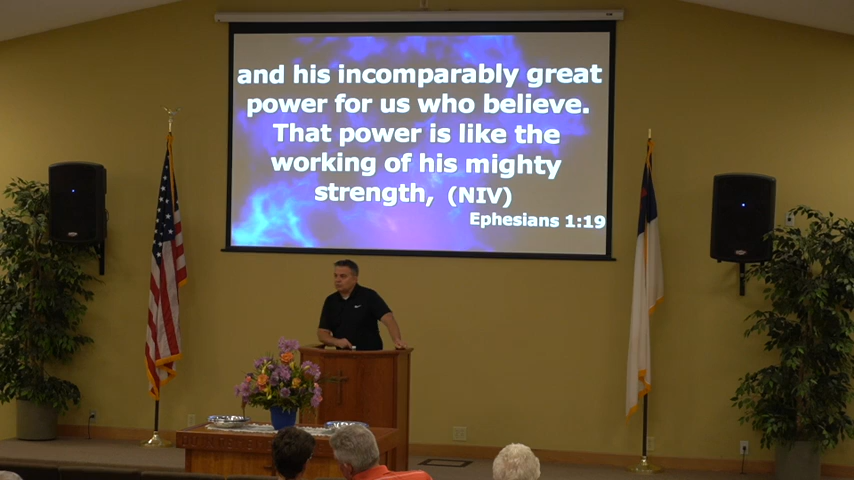 and his incomparably great
power for us who believe.
That power is like the
working of his mighty
strength, (NIV)
Ephesians 1:19